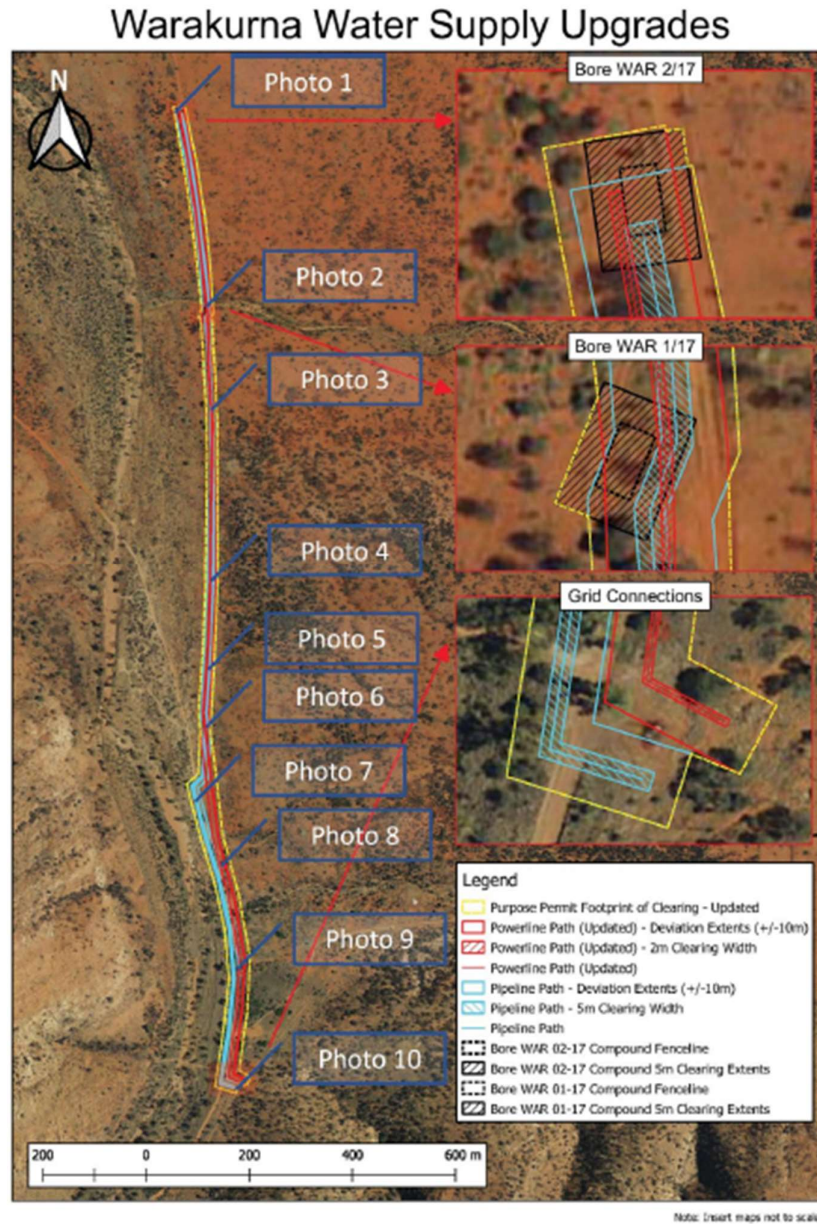 Warakurna Water Supply Upgrades
N
Photo 1
Bore WAR 2/17
Photo 2
Bore WAR 1/17
Photo 3
Photo 4
Grid Connections
Photo 5
Photo 6
Photo 7
Photo 8
Photo 9
Photo 10
Legend
Purpose Permit Footprint of Clearing - Updated
Powerline Path (Updated) - Deviation Extents (+/-10m)
Powerline Path (Updated) - 2m Clearing Width
Powerline Path (Updated)
Pipeline Path - Deviation Extents (+/-10m)
Pipeline Path - 5m Clearing Width
Pipeline Path
Bore WAR 02-17 Compound Fenceline
Bore WAR 02-17 Compound 5m Clearing Extents
Bore WAR 01-17 Compound Fenceline
Bore WAR 01-17 Compound 5m Clearing Extents
200 0 200 400 600 m
Note: Insert maps not to scale